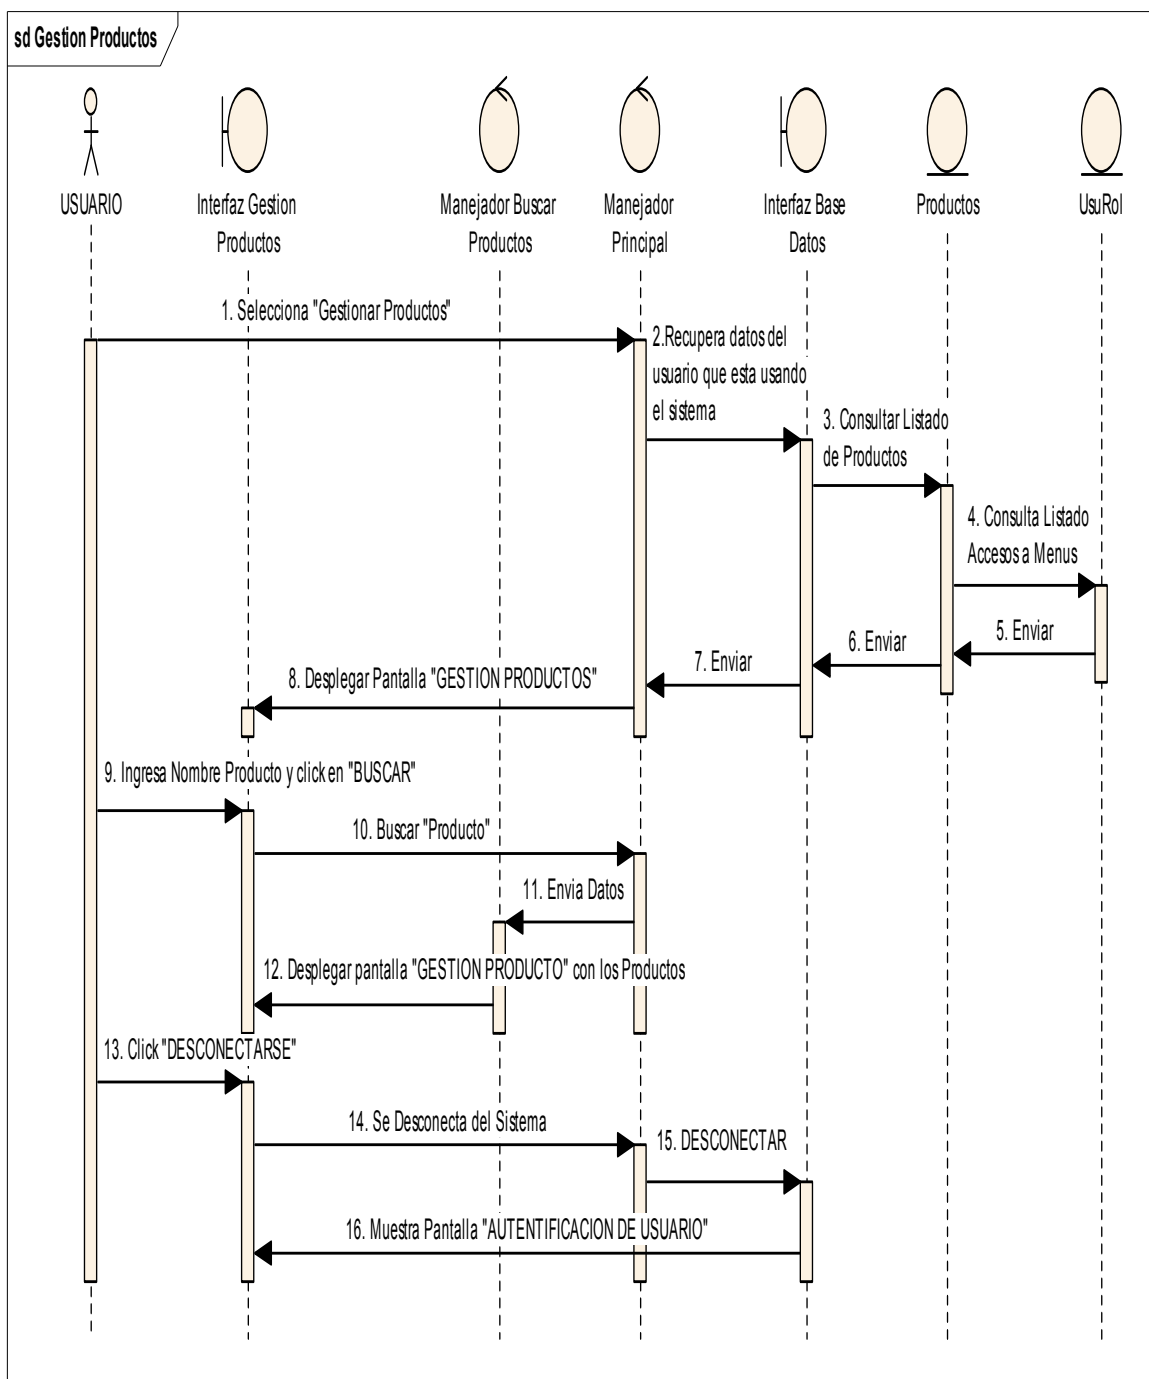 sd Gestion Productos
USUARIO
Interfaz Gestion
Productos
Manejador Buscar
Productos
Manejador
Principal
Interfaz Base
Datos
Productos
UsuRol
1. Selecciona "Gestionar Productos"
2.Recupera datos del
usuario que esta usando
el sistema
3. Consultar Listado
de Productos
4. Consulta Listado
Accesos a Menus
5. Enviar
6. Enviar
7. Enviar
8. Desplegar Pantalla "GESTION PRODUCTOS"
9. Ingresa Nombre Producto y click en "BUSCAR"
10. Buscar "Producto"
11. Envia Datos
12. Desplegar pantalla "GESTION PRODUCTO" con los Productos
13. Click "DESCONECTARSE"
14. Se Desconecta del Sistema
15. DESCONECTAR
16. Muestra Pantalla "AUTENTIFICACION DE USUARIO"